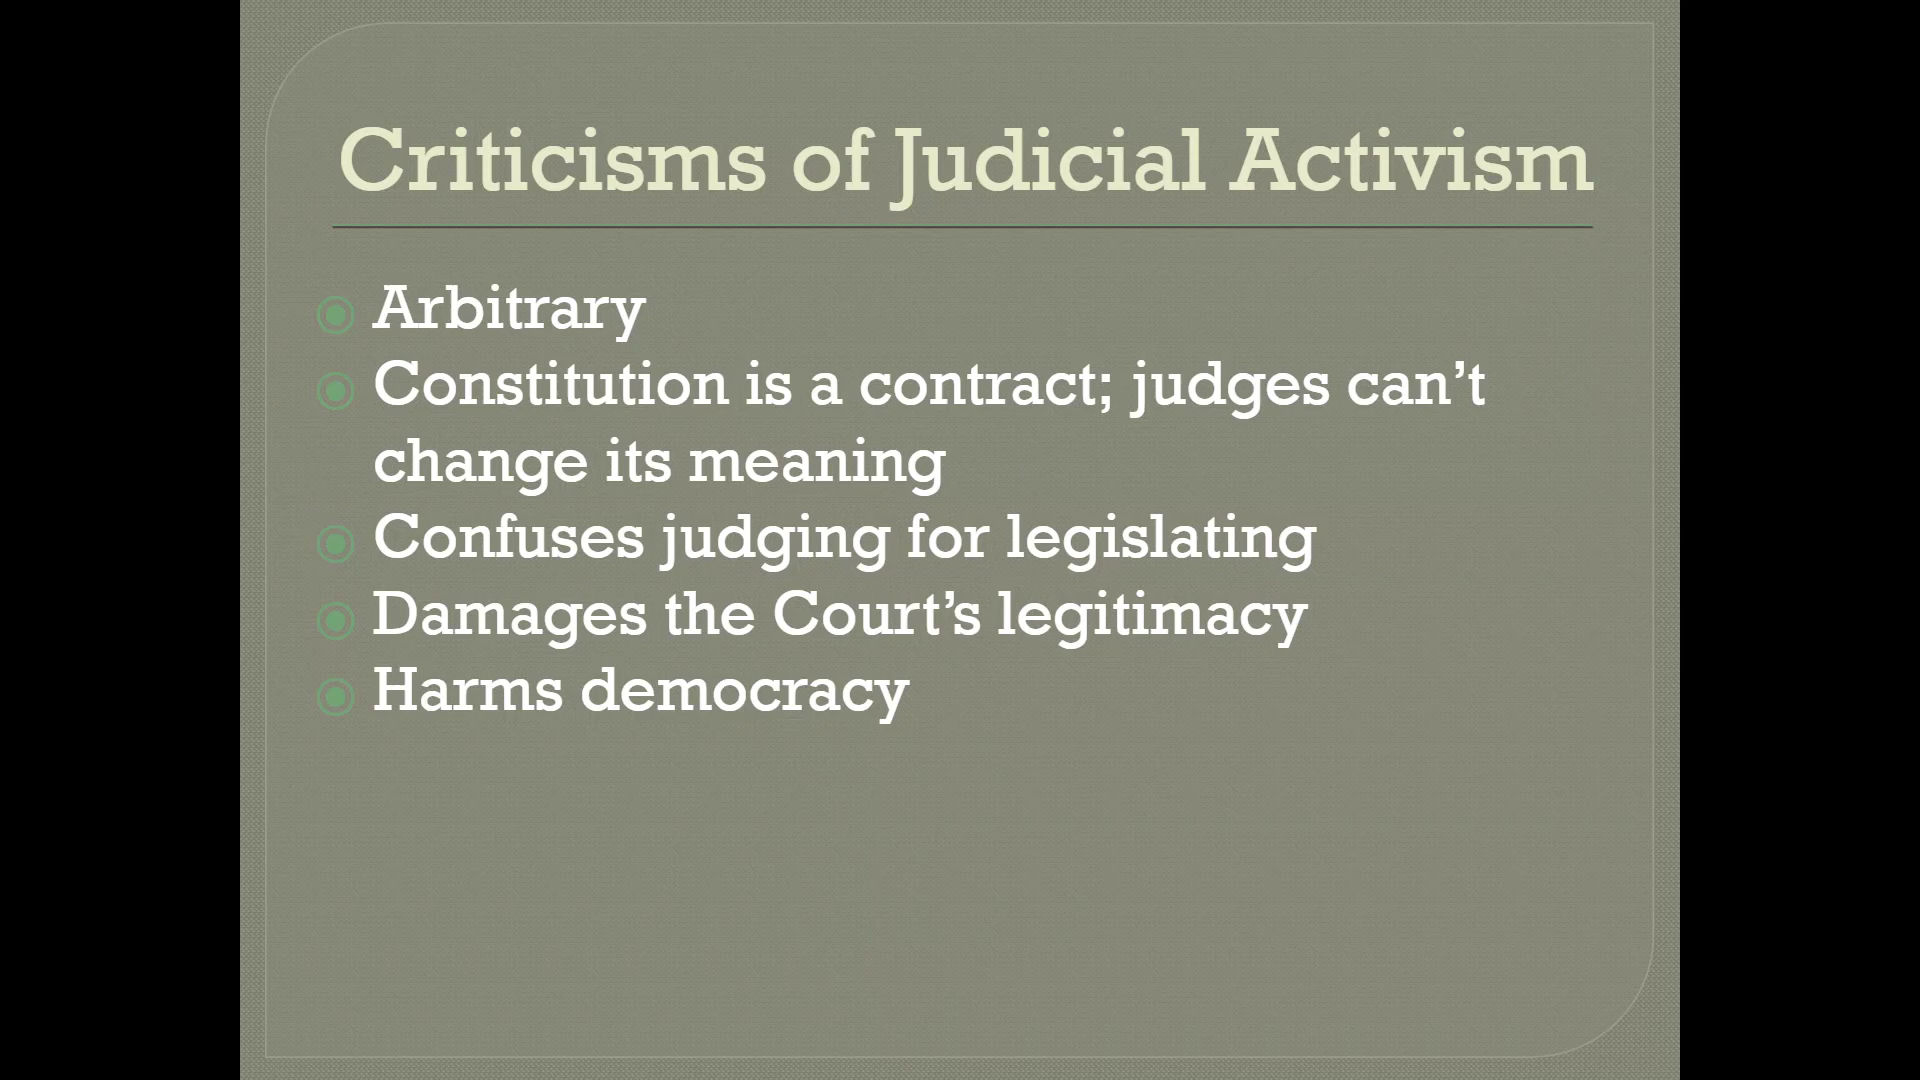 Criticisms of Judicial Activism
Arbitrary
Constitution is a contract; judges can’t
change its meaning
Confuses judging for legislating
Damages the Court’s legitimacy
Harms democracy